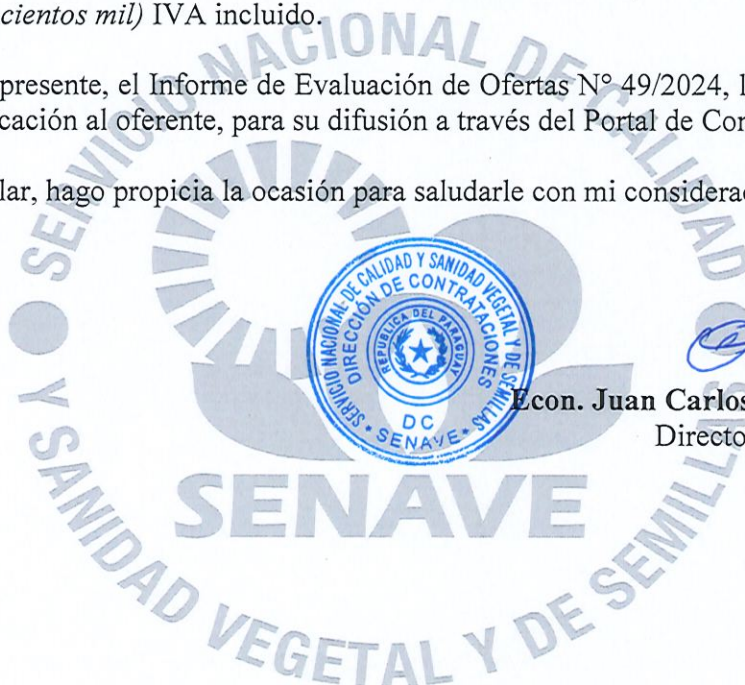 cientos mil) IVA incluido.
presente, el Informe de Evaluación de Ofertas N° 49/2024, l
cación al oferente, para su difusión a través del Portal de Con
lar, hago propicia la ocasión para saludarle con mi considerac
SERVICIO NACIONAL DE CALIDAD
Y SANIDAD VEGETAL Y DE SEMILLAS
SENAVE
SERVICIO NACIONAL DE CALIDAD Y SANIDAD VEGETAL Y DE SEMILLAS
DIRECCIÓN DE CONTRATACIONES
REPUBLICA DEL PARAGUAY
DC
SENAVE
Econ. Juan Carlos
Directo